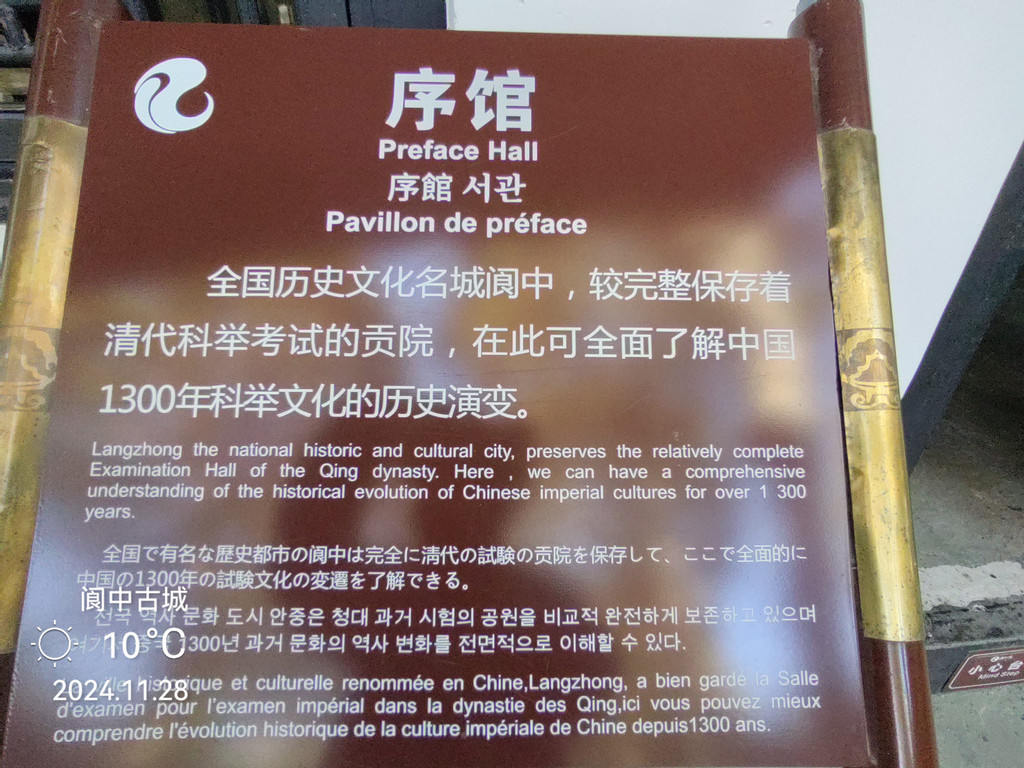 序馆
Preface Hall
序館 서관
Pavillon de préface
全国历史文化名城阆中，较完整保存着
清代科举考试的贡院，在此可全面了解中国
1300年科举文化的历史演变。
Langzhong the national historic and cultural city, preserves the relatively complete
Examination Hall of the Qing dynasty. Here , we can have a comprehensive
understanding of the historical evolution of Chinese imperial cultures for over 1 300
years.
全国で有名な歴史都市の阆中は完全に清代の試験の贡院を保存して、ここで全面的に
中国の1300年の試験文化の変遷を了解できる。
전국 역사 문화 도시 안중은 청대 과거 시험의 공원을 비교적 완전하게 보존하고 있으며
1300년 과거 문화의 역사 변화를 전면적으로 이해할 수 있다.
historique et culturelle renommée en Chine,Langzhong, a bien gardé la Salle
d'examen pour l'examen impérial dans la dynastie des Qing,ici vous pouvez mieux
comprendre l'évolution historique de la culture impériale de Chine depuis1300 ans.
阆中古城
10°C
2024.11.28
小心台
Mind Step